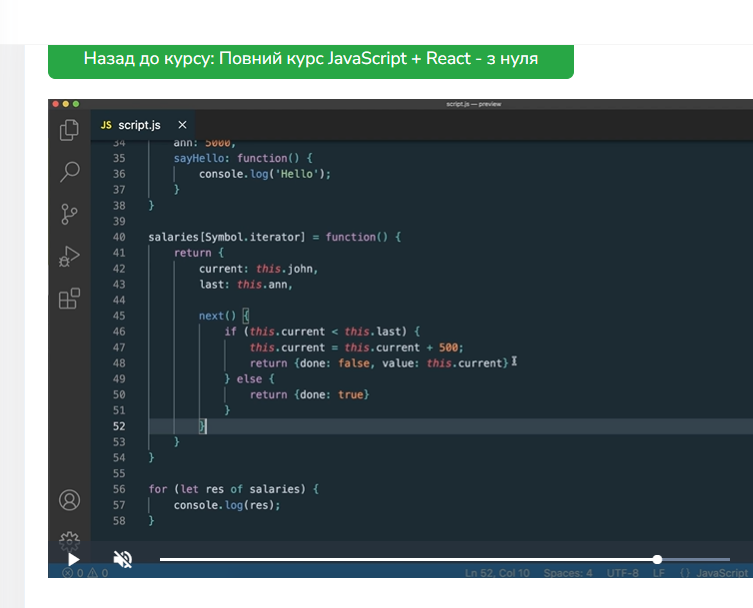 Назад до курсу: Повний курс JavaScript + React - з нуля
script.js — preview
JS script.js ×
34 ann: 5000,
35 sayHello: function() {
36 console.log('Hello');
37 }
38 }
39
40 salaries[Symbol.iterator] = function() {
41 return {
42 current: this.john,
43 last: this.ann,
44
45 next() {
46 if (this.current < this.last) {
47 this.current = this.current + 500;
48 return {done: false, value: this.current}
49 } else {
50 return {done: true}
51 }
52 }
53 }
54 }
55
56 for (let res of salaries) {
57 console.log(res);
58 }
0 0 Ln 52, Col 10 Spaces: 4 UTF-8 LF {} JavaScript